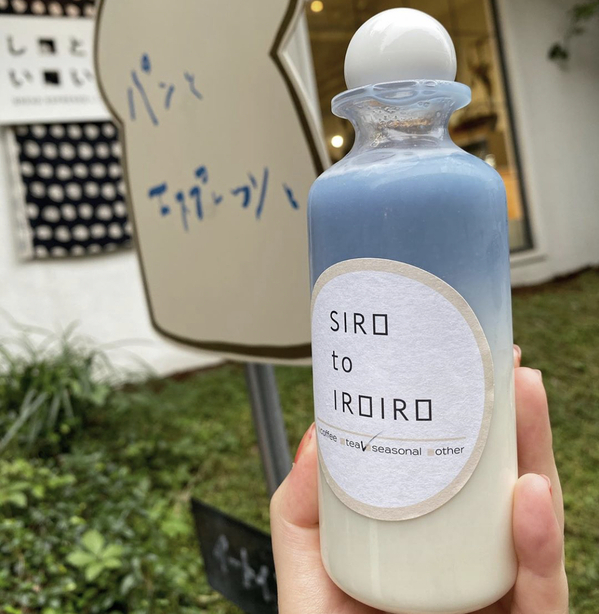 し■と
い■い
パンと
エスプレッソと
SIR□
to
IR□IR□
coffee ■tea ■seasonal ■other